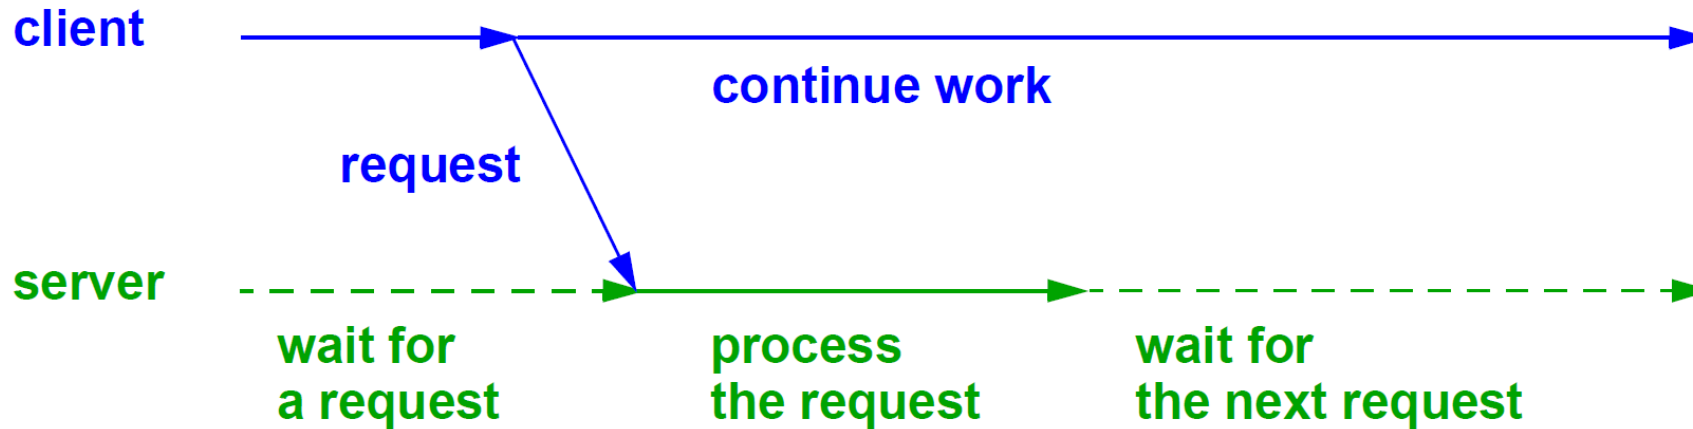 client
continue work
request
server
wait for
a request
process
the request
wait for
the next request